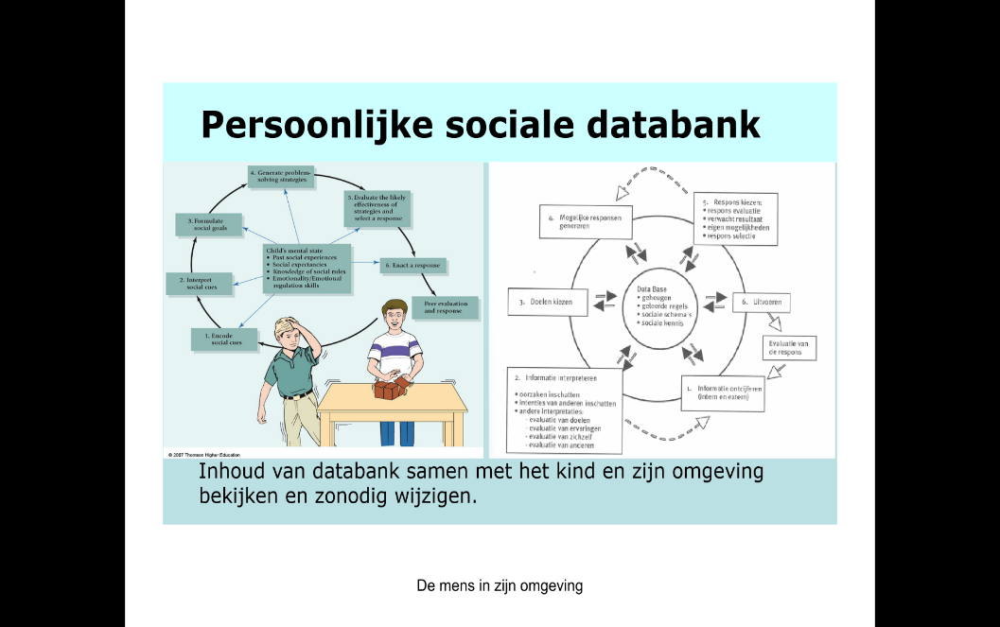 Persoonlijke sociale databank
4. Generate problem-
solving strategies
5. Evaluate the likely
effectiveness of
strategies and
select a response
3. Formulate
social goals
Child's mental state
• Past social experiences
• Social expectancies
• Knowledge of social rules
• Emotionality/Emotional
regulation skills
6. Enact a response
2. Interpret
social cues
Peer evaluation
and response
1. Encode
social cues
© 2007 Thomson Higher Education
4. Mogelijke responsen
genereren
5. Respons kiezen:
• respons evaluatie
• verwacht resultaat
• eigen mogelijkheden
• respons selectie
Data Base
• geheugen
• geleerde regels
• sociale schema's
• sociale kennis
3. Doelen kiezen
6. Uitvoeren
Evaluatie van
de respons
2. Informatie interpreteren
• oorzaken inschatten
• intenties van anderen inschatten
• andere interpretaties:
- evaluatie van doelen
- evaluatie van ervaringen
- evaluatie van zichzelf
- evaluatie van anderen
1. Informatie ontcijferen
(intern en extern)
Inhoud van databank samen met het kind en zijn omgeving
bekijken en zonodig wijzigen.
De mens in zijn omgeving